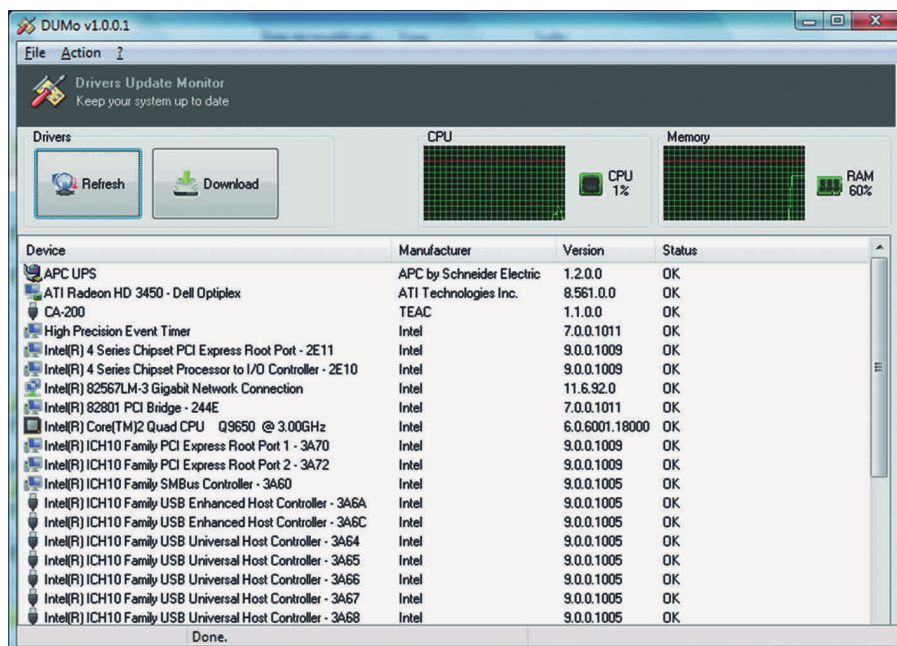 DUMo v1.0.0.1
File Action ?
Drivers Update Monitor
Keep your system up to date
Drivers CPU Memory
Refresh Download CPU 1% RAM 60%
Device Manufacturer Version Status
APC UPS APC by Schneider Electric 1.2.0.0 OK
ATI Radeon HD 3450 - Dell Optiplex ATI Technologies Inc. 8.561.0.0 OK
CA-200 TEAC 1.1.0.0 OK
High Precision Event Timer Intel 7.0.0.1011 OK
Intel(R) 4 Series Chipset PCI Express Root Port - 2E11 Intel 9.0.0.1009 OK
Intel(R) 4 Series Chipset Processor to I/O Controller - 2E10 Intel 9.0.0.1009 OK
Intel(R) 82567LM-3 Gigabit Network Connection Intel 11.6.92.0 OK
Intel(R) 82801 PCI Bridge - 244E Intel 7.0.0.1011 OK
Intel(R) Core(TM)2 Quad CPU Q9650 @ 3.00GHz Intel 6.0.6001.18000 OK
Intel(R) ICH10 Family PCI Express Root Port 1 - 3A70 Intel 9.0.0.1009 OK
Intel(R) ICH10 Family PCI Express Root Port 2 - 3A72 Intel 9.0.0.1009 OK
Intel(R) ICH10 Family SMBus Controller - 3A60 Intel 9.0.0.1005 OK
Intel(R) ICH10 Family USB Enhanced Host Controller - 3A6A Intel 9.0.0.1005 OK
Intel(R) ICH10 Family USB Enhanced Host Controller - 3A6C Intel 9.0.0.1005 OK
Intel(R) ICH10 Family USB Universal Host Controller - 3A64 Intel 9.0.0.1005 OK
Intel(R) ICH10 Family USB Universal Host Controller - 3A65 Intel 9.0.0.1005 OK
Intel(R) ICH10 Family USB Universal Host Controller - 3A66 Intel 9.0.0.1005 OK
Intel(R) ICH10 Family USB Universal Host Controller - 3A67 Intel 9.0.0.1005 OK
Intel(R) ICH10 Family USB Universal Host Controller - 3A68 Intel 9.0.0.1005 OK
Done.